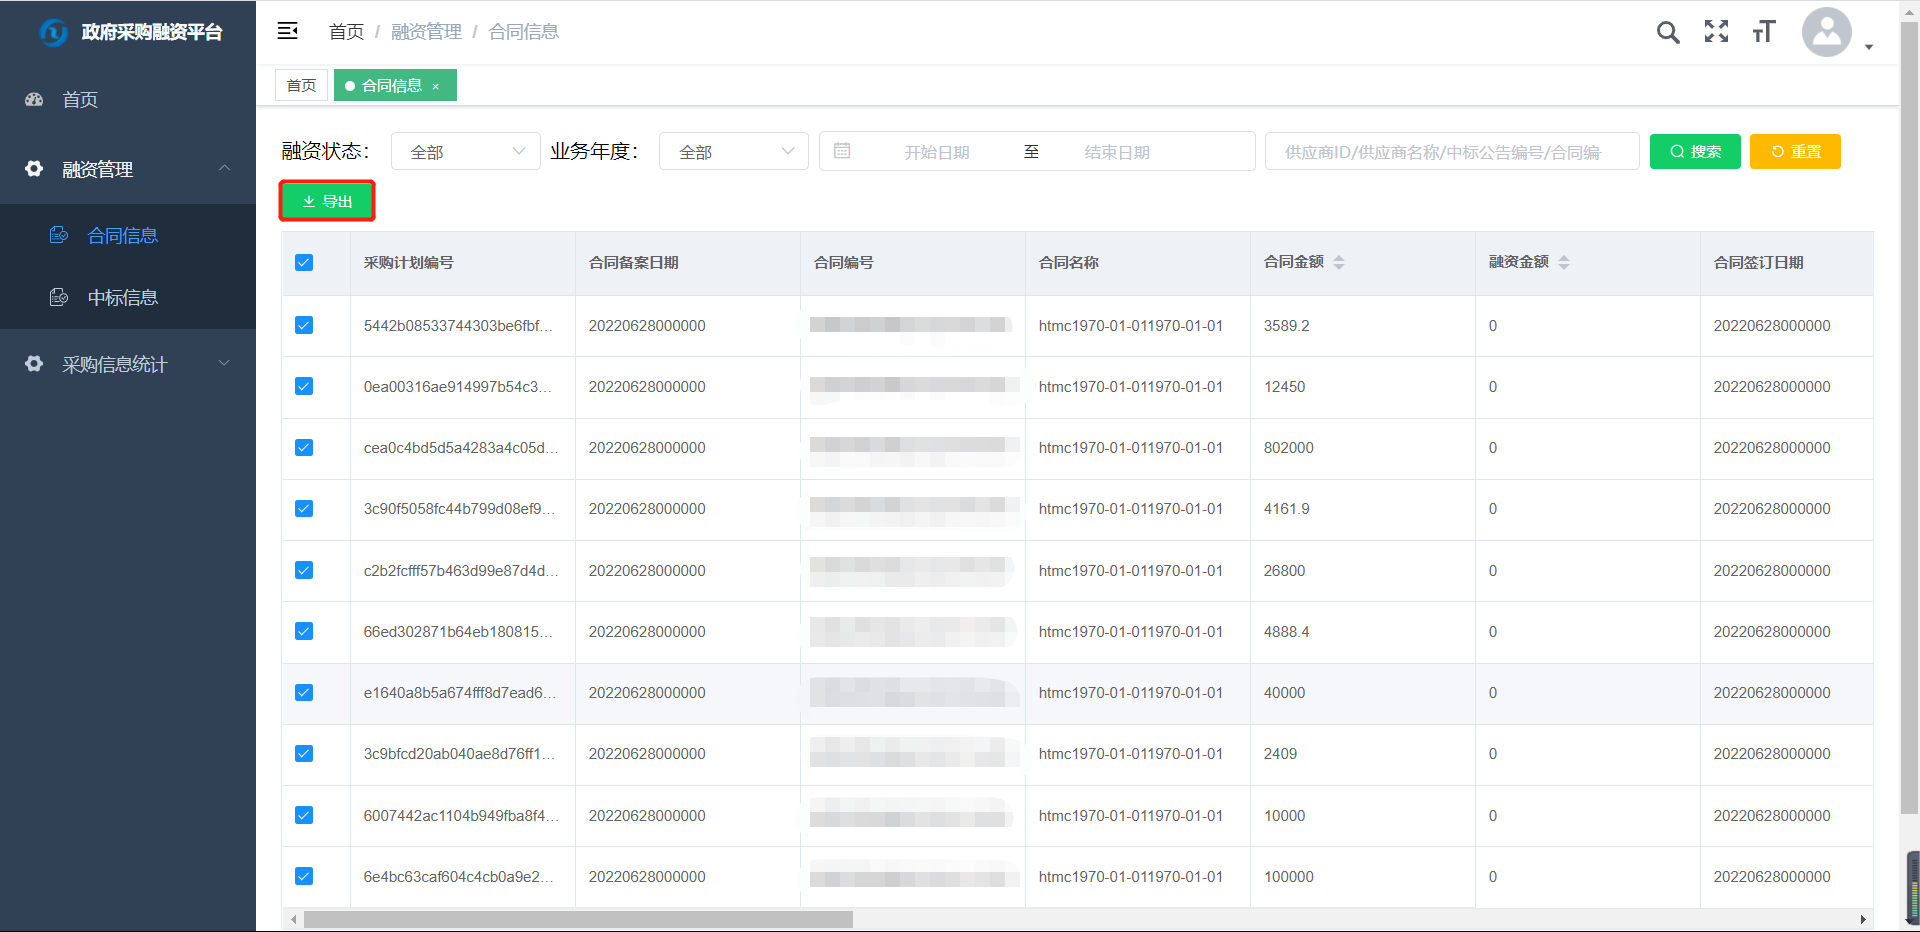 政府采购融资平台
首页 / 融资管理 / 合同信息
首页
合同信息 ×
首页
融资管理
合同信息
中标信息
采购信息统计
融资状态： 全部 业务年度： 全部 开始日期 至 结束日期 供应商ID/供应商名称/中标公告编号/合同编 搜索 重置
导出
采购计划编号 合同备案日期 合同编号 合同名称 合同金额 融资金额 合同签订日期
5442b08533744303be6fbf... 20220628000000 htmc1970-01-011970-01-01 3589.2 0 20220628000000
0ea00316ae914997b54c3... 20220628000000 htmc1970-01-011970-01-01 12450 0 20220628000000
cea0c4bd5d5a4283a4c05d... 20220628000000 htmc1970-01-011970-01-01 802000 0 20220628000000
3c90f5058fc44b799d08ef9... 20220628000000 htmc1970-01-011970-01-01 4161.9 0 20220628000000
c2b2fcfff57b463d99e87d4d... 20220628000000 htmc1970-01-011970-01-01 26800 0 20220628000000
66ed302871b64eb180815... 20220628000000 htmc1970-01-011970-01-01 4888.4 0 20220628000000
e1640a8b5a674fff8d7ead6... 20220628000000 htmc1970-01-011970-01-01 40000 0 20220628000000
3c9bfcd20ab040ae8d76ff1... 20220628000000 htmc1970-01-011970-01-01 2409 0 20220628000000
6007442ac1104b949fba8f4... 20220628000000 htmc1970-01-011970-01-01 10000 0 20220628000000
6e4bc63caf604c4cb0a9e2... 20220628000000 htmc1970-01-011970-01-01 100000 0 20220628000000